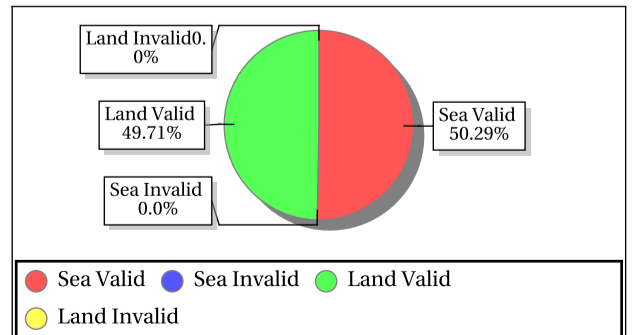 Land Invalid0.
0%
Land Valid
49.71%
Sea Valid
50.29%
Sea Invalid
0.0%
Sea Valid Sea Invalid Land Valid
Land Invalid